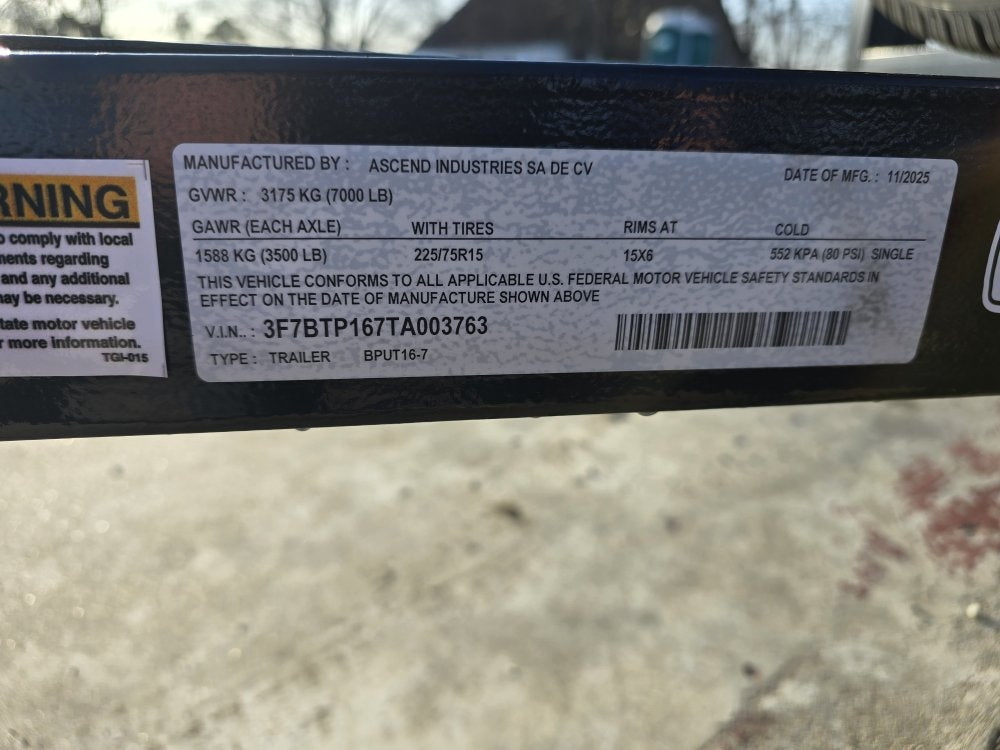 RNING
o comply with local
nents regarding
and any additional
nay be necessary.
tate motor vehicle
r more information.
TGI-015
MANUFACTURED BY : ASCEND INDUSTRIES SA DE CV DATE OF MFG. : 11/2025
GVWR : 3175 KG (7000 LB)
GAWR (EACH AXLE) WITH TIRES RIMS AT COLD
1588 KG (3500 LB) 225/75R15 15X6 552 KPA (80 PSI) SINGLE
THIS VEHICLE CONFORMS TO ALL APPLICABLE U.S. FEDERAL MOTOR VEHICLE SAFETY STANDARDS IN
EFFECT ON THE DATE OF MANUFACTURE SHOWN ABOVE
V.I.N.. : 3F7BTP167TA003763
TYPE : TRAILER BPUT16-7